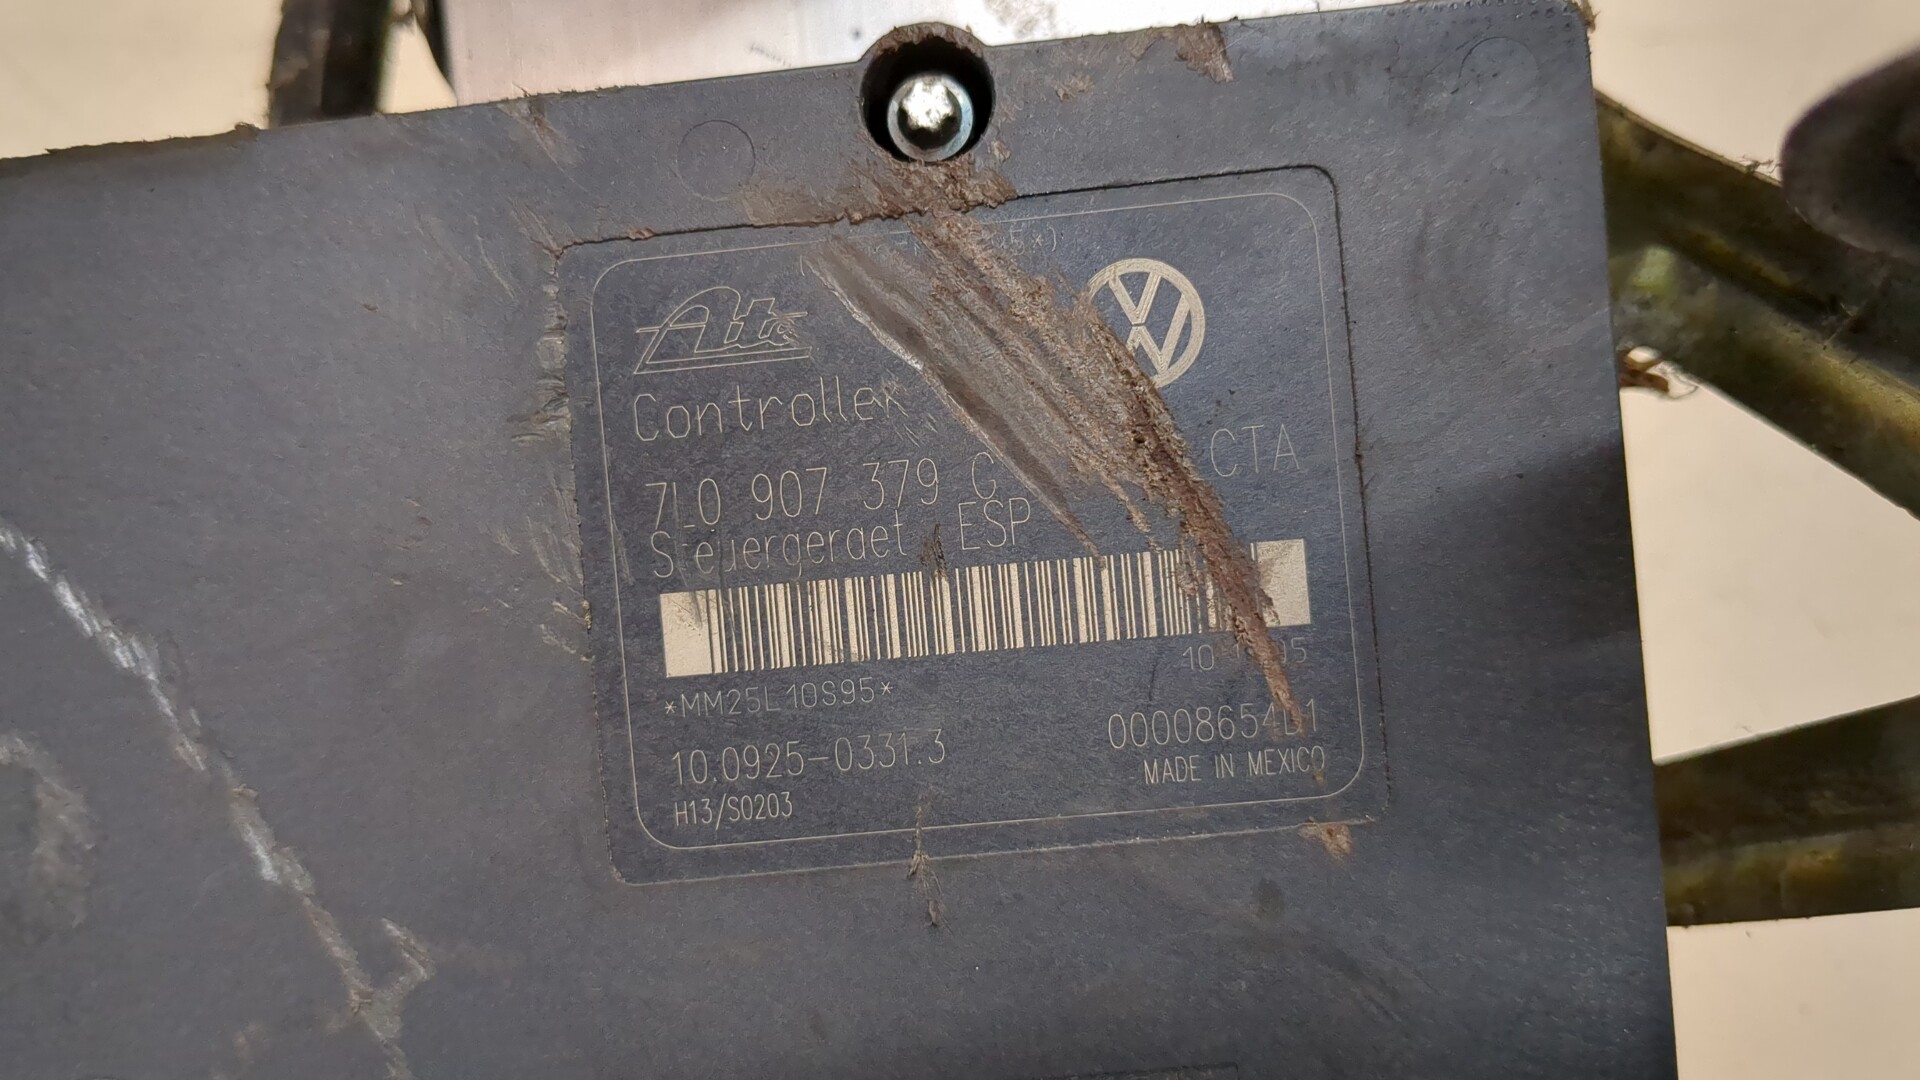 Ate
Controller
7L0 907 379 G CTA
Steuergeraet ESP
*MM25L10S95*
10.0925-0331.3
H13/S0203
MADE IN MEXICO